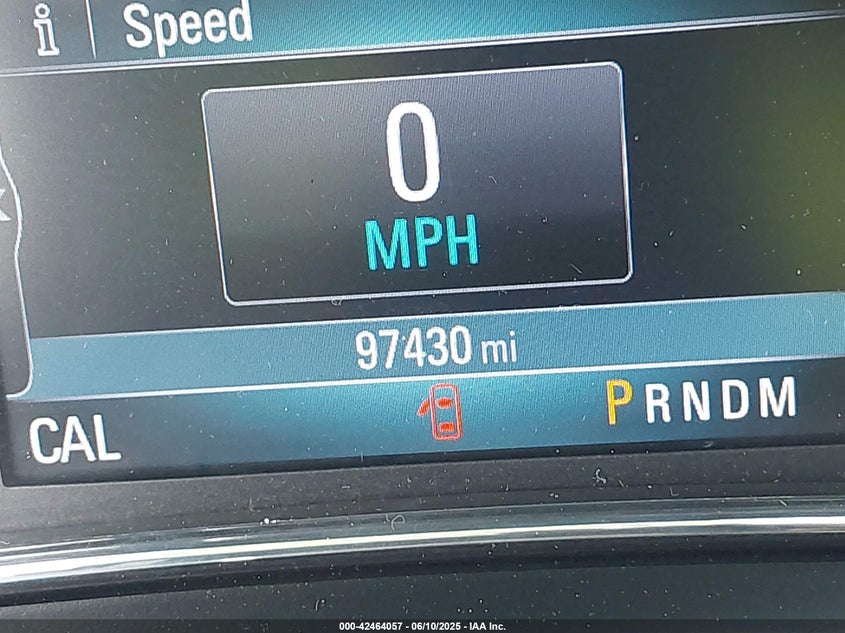 i Speed
0
MPH
97430 mi
CAL PRNDM
000-42464057 - 06/10/2025 - IAA Inc.